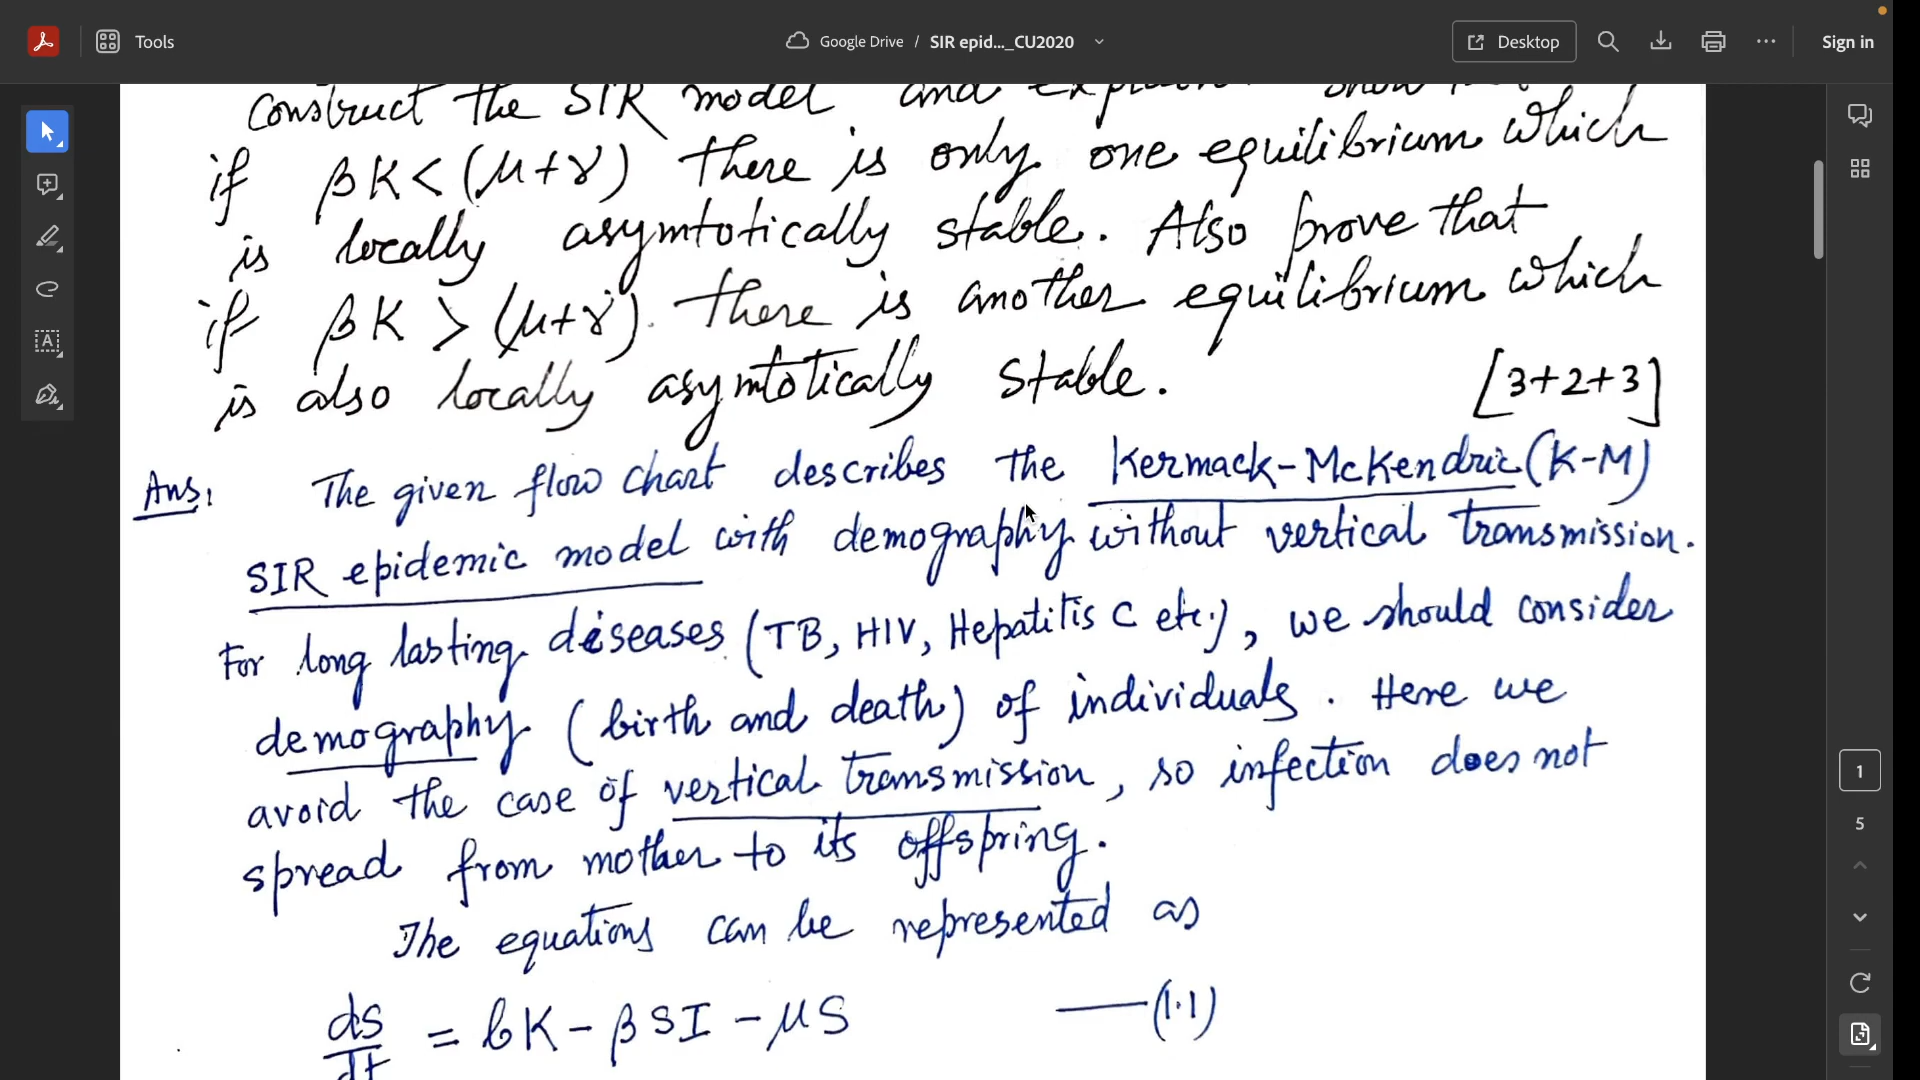 Tools
Google Drive / SIR epid..._CU2020
Desktop
Sign in
Construct the SIR model and
if βK < (μ+γ) there is only one equilibrium which
is locally asymtotically stable. Also prove that
if βK > (μ+γ). there is another equilibrium which
is also locally asymtotically stable.
[3+2+3]
Ans: The given flow chart describes the Kermack-McKendric (K-M)
SIR epidemic model with demography without vertical transmission.
For long lasting diseases (TB, HIV, Hepatitis C etc.), we should consider
demography (birth and death) of individuals. Here we
avoid the case of vertical transmission, so infection does not
spread from mother to its offspring.
The equations can be represented as
dS/dt = bK - βSI - μS —(1.1)
1
5